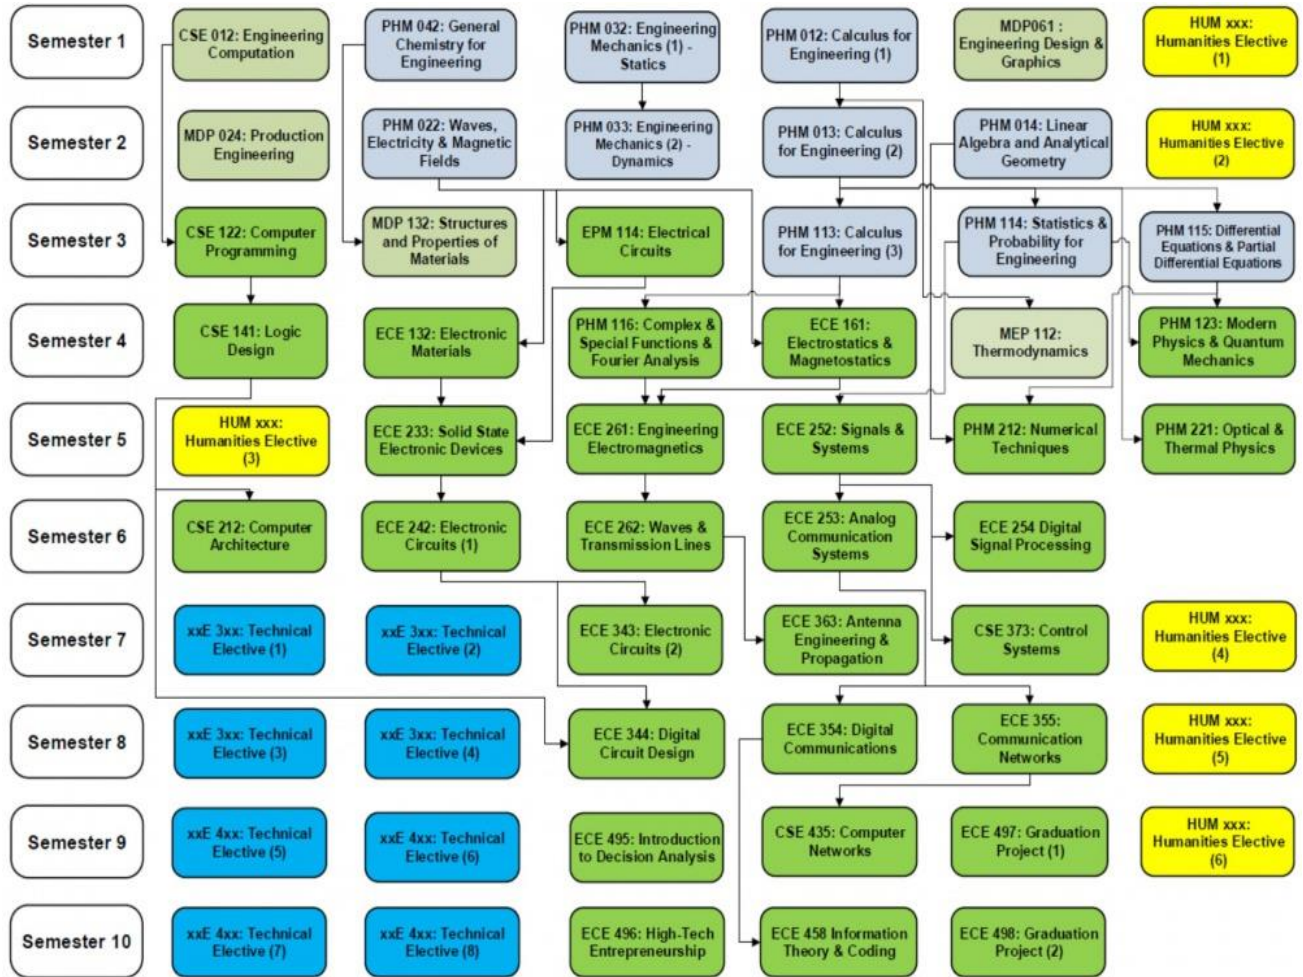 Semester 1
CSE 012: Engineering
Computation
PHM 042: General
Chemistry for
Engineering
PHM 032: Engineering
Mechanics (1) -
Statics
PHM 012: Calculus for
Engineering (1)
MDP061 :
Engineering Design &
Graphics
HUM xxx:
Humanities Elective
(1)
Semester 2
MDP 024: Production
Engineering
PHM 022: Waves,
Electricity & Magnetic
Fields
PHM 033: Engineering
Mechanics (2) -
Dynamics
PHM 013: Calculus
for Engineering (2)
PHM 014: Linear
Algebra and Analytical
Geometry
HUM xxx:
Humanities Elective
(2)
Semester 3
CSE 122: Computer
Programming
MDP 132: Structures
and Properties of
Materials
EPM 114: Electrical
Circuits
PHM 113: Calculus
for Engineering (3)
PHM 114: Statistics &
Probability for
Engineering
PHM 115: Differential
Equations & Partial
Differential Equations
Semester 4
CSE 141: Logic
Design
ECE 132: Electronic
Materials
PHM 116: Complex &
Special Functions &
Fourier Analysis
ECE 161:
Electrostatics &
Magnetostatics
MEP 112:
Thermodynamics
PHM 123: Modern
Physics & Quantum
Mechanics
Semester 5
HUM xxx:
Humanities Elective
(3)
ECE 233: Solid State
Electronic Devices
ECE 261: Engineering
Electromagnetics
ECE 252: Signals &
Systems
PHM 212: Numerical
Techniques
PHM 221: Optical &
Thermal Physics
Semester 6
CSE 212: Computer
Architecture
ECE 242: Electronic
Circuits (1)
ECE 262: Waves &
Transmission Lines
ECE 253: Analog
Communication
Systems
ECE 254 Digital
Signal Processing
Semester 7
xxE 3xx: Technical
Elective (1)
xxE 3xx: Technical
Elective (2)
ECE 343: Electronic
Circuits (2)
ECE 363: Antenna
Engineering &
Propagation
CSE 373: Control
Systems
HUM xxx:
Humanities Elective
(4)
Semester 8
xxE 3xx: Technical
Elective (3)
xxE 3xx: Technical
Elective (4)
ECE 344: Digital
Circuit Design
ECE 354: Digital
Communications
ECE 355:
Communication
Networks
HUM xxx:
Humanities Elective
(5)
Semester 9
xxE 4xx: Technical
Elective (5)
xxE 4xx: Technical
Elective (6)
ECE 495: Introduction
to Decision Analysis
CSE 435: Computer
Networks
ECE 497: Graduation
Project (1)
HUM xxx:
Humanities Elective
(6)
Semester 10
xxE 4xx: Technical
Elective (7)
xxE 4xx: Technical
Elective (8)
ECE 496: High-Tech
Entrepreneurship
ECE 458 Information
Theory & Coding
ECE 498: Graduation
Project (2)